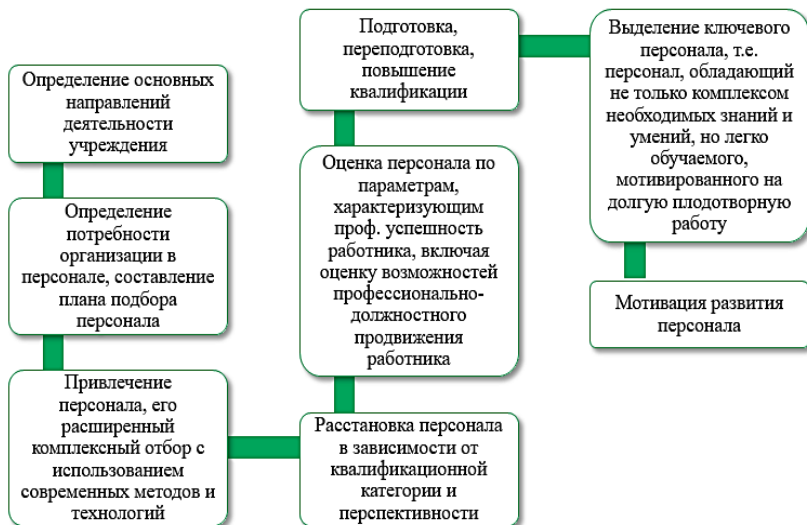 Определение основных
направлений
деятельности
учреждения
Определение
потребности
организации в
персонале, составление
плана подбора
персонала
Привлечение
персонала, его
расширенный
комплексный отбор с
использованием
современных методов и
технологий
Расстановка персонала
в зависимости от
квалификационной
категории и
перспективности
Оценка персонала по
параметрам,
характеризующим
проф. успешность
работника, включая
оценку возможностей
профессионально-
должностного
продвижения
работника
Подготовка,
переподготовка,
повышение
квалификации
Выделение ключевого
персонала, т.е.
персонал, обладающий
не только комплексом
необходимых знаний и
умений, но легко
обучаемого,
мотивированного на
долгую плодотворную
работу
Мотивация развития
персонала